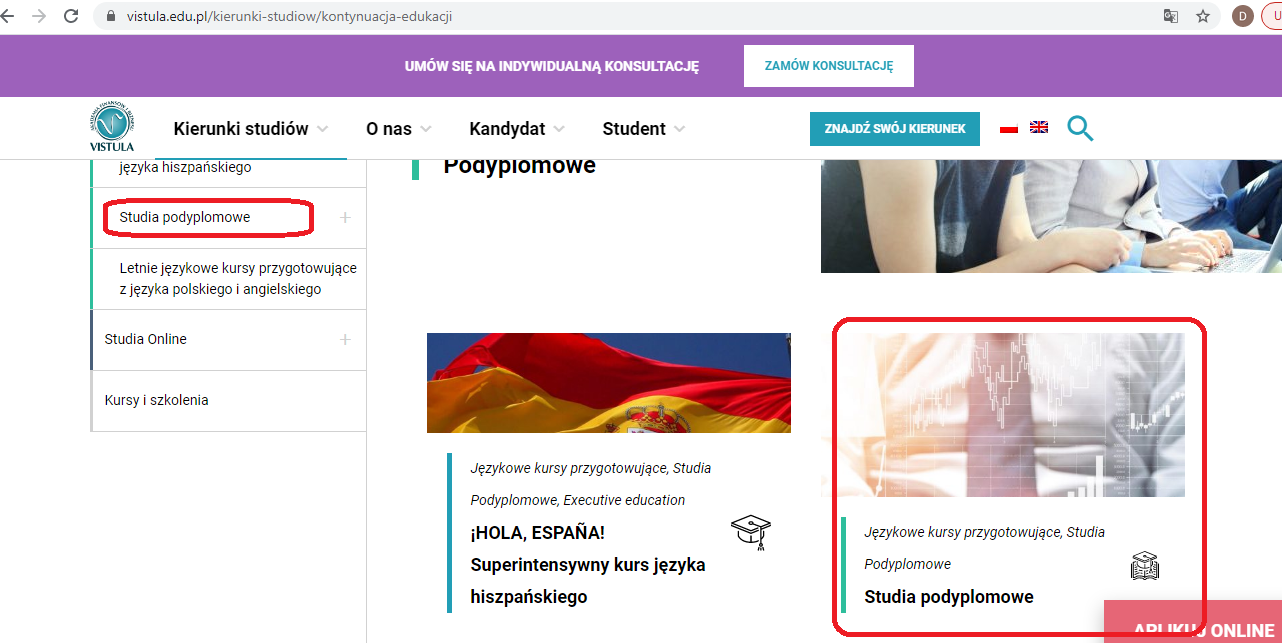 vistula.edu.pl/kierunki-studiow/kontynuacja-edukacji
D
U
UMÓW SIĘ NA INDYWIDUALNĄ KONSULTACJĘ
ZAMÓW KONSULTACJĘ
VISTULA
Kierunki studiów
O nas
Kandydat
Student
ZNAJDŹ SWÓJ KIERUNEK
języka hiszpańskiego
Studia podyplomowe
Letnie językowe kursy przygotowujące
z języka polskiego i angielskiego
Studia Online
Kursy i szkolenia
Podyplomowe
Językowe kursy przygotowujące, Studia
Podyplomowe, Executive education
¡HOLA, ESPAÑA!
Superintensywny kurs języka
hiszpańskiego
Językowe kursy przygotowujące, Studia
Podyplomowe
Studia podyplomowe
APLIKUJ ONLINE